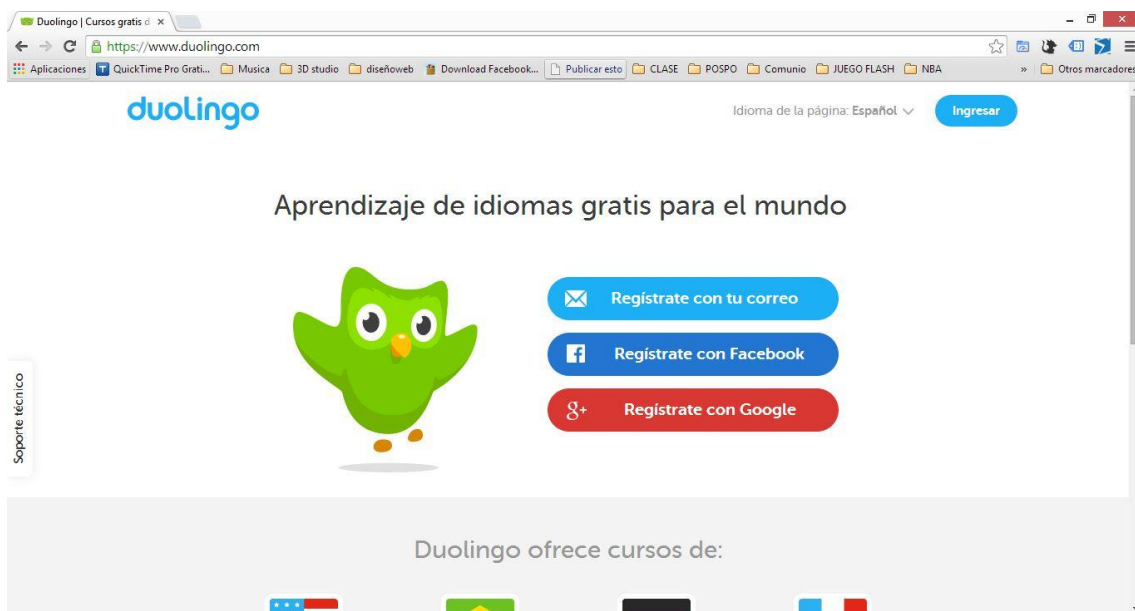 Duolingo | Cursos gratis d
https://www.duolingo.com
Aplicaciones QuickTime Pro Grati... Musica 3D studio diseñoweb Download Facebook... Publicar esto CLASE POSPO Comunio JUEGO FLASH NBA » Otros marcadores
duolingo
Idioma de la página: Español
Ingresar
Aprendizaje de idiomas gratis para el mundo
Regístrate con tu correo
Regístrate con Facebook
g+ Regístrate con Google
Soporte técnico
Duolingo ofrece cursos de: